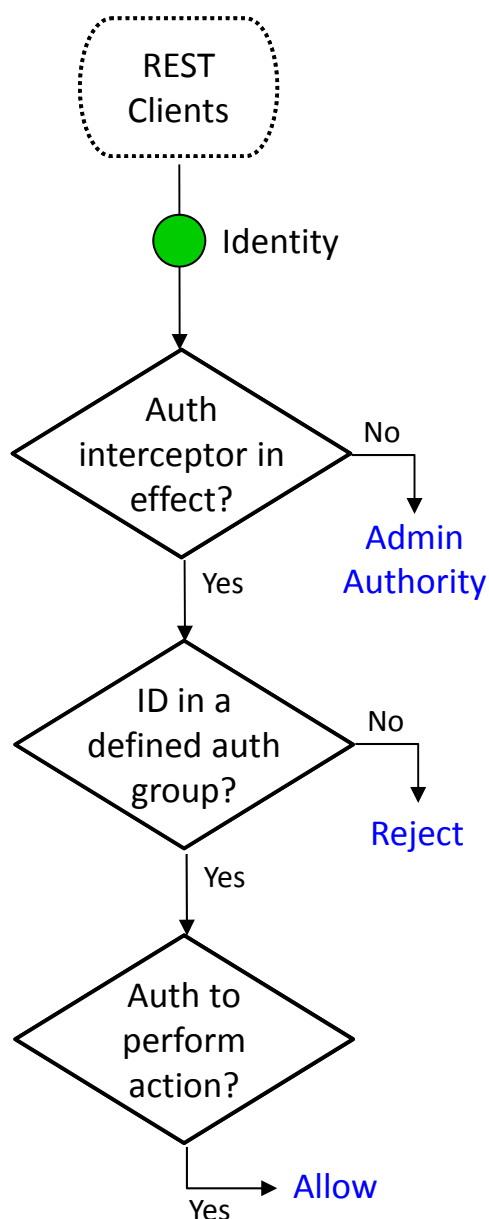 REST
Clients
Identity
Auth
interceptor in
effect?
No
Admin
Authority
Yes
ID in a
defined auth
group?
No
Reject
Yes
Auth to
perform
action?
Allow
Yes